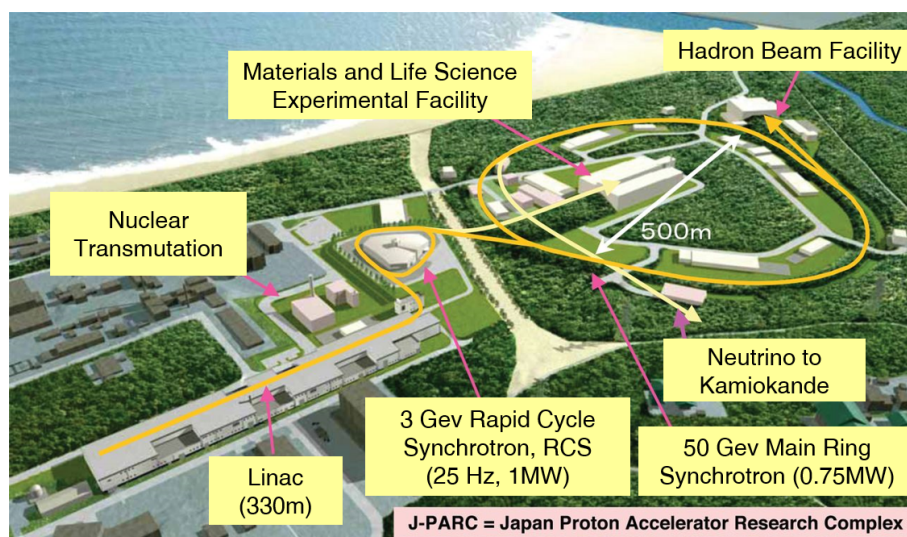 Hadron Beam Facility
Materials and Life Science
Experimental Facility
Nuclear
Transmutation
500m
Neutrino to
Kamiokande
3 Gev Rapid Cycle
Synchrotron, RCS
(25 Hz, 1MW)
50 Gev Main Ring
Synchrotron (0.75MW)
Linac
(330m)
J-PARC = Japan Proton Accelerator Research Complex